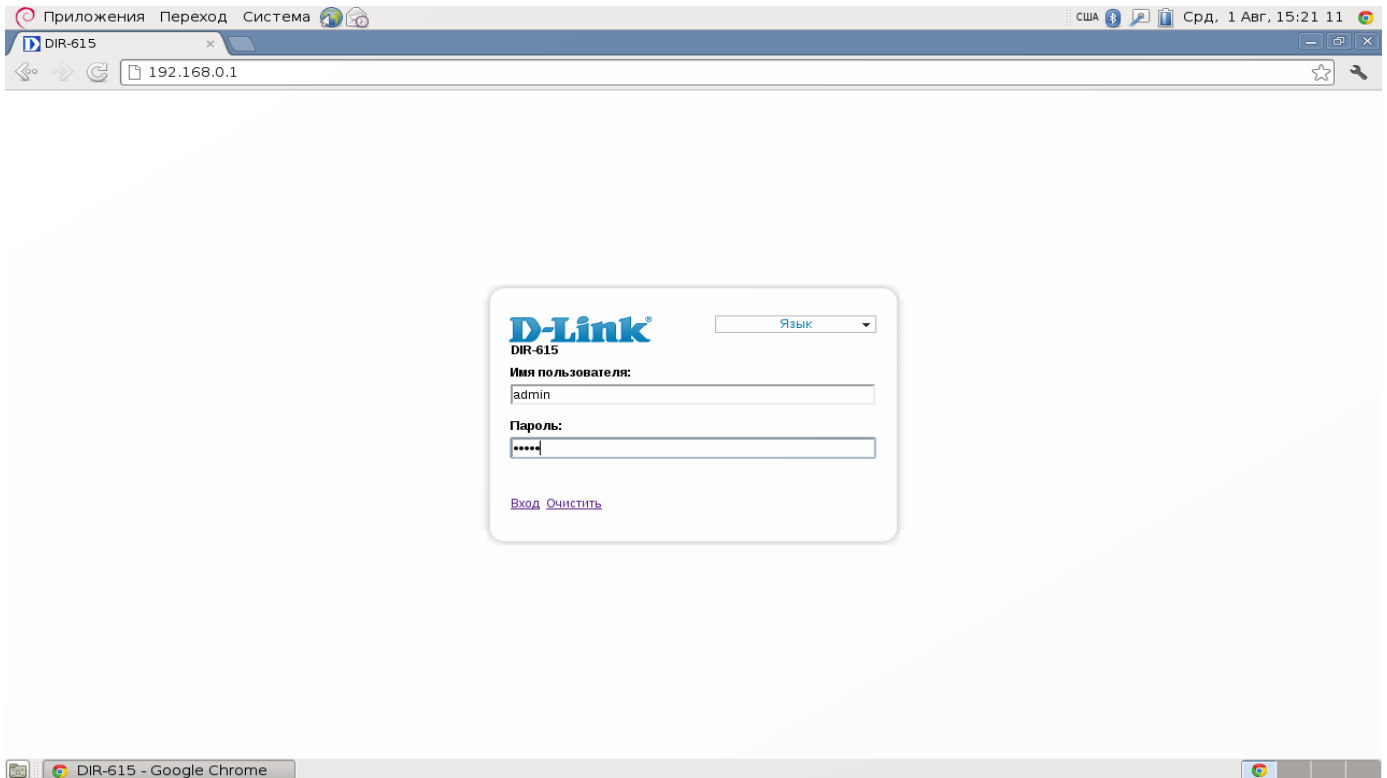 Приложения Переход Система
США Срд, 1 Авг, 15:21 11
DIR-615
192.168.0.1
D-Link®
Язык
DIR-615
Имя пользователя:
admin
Пароль:
•••••
Вход Очистить
DIR-615 - Google Chrome